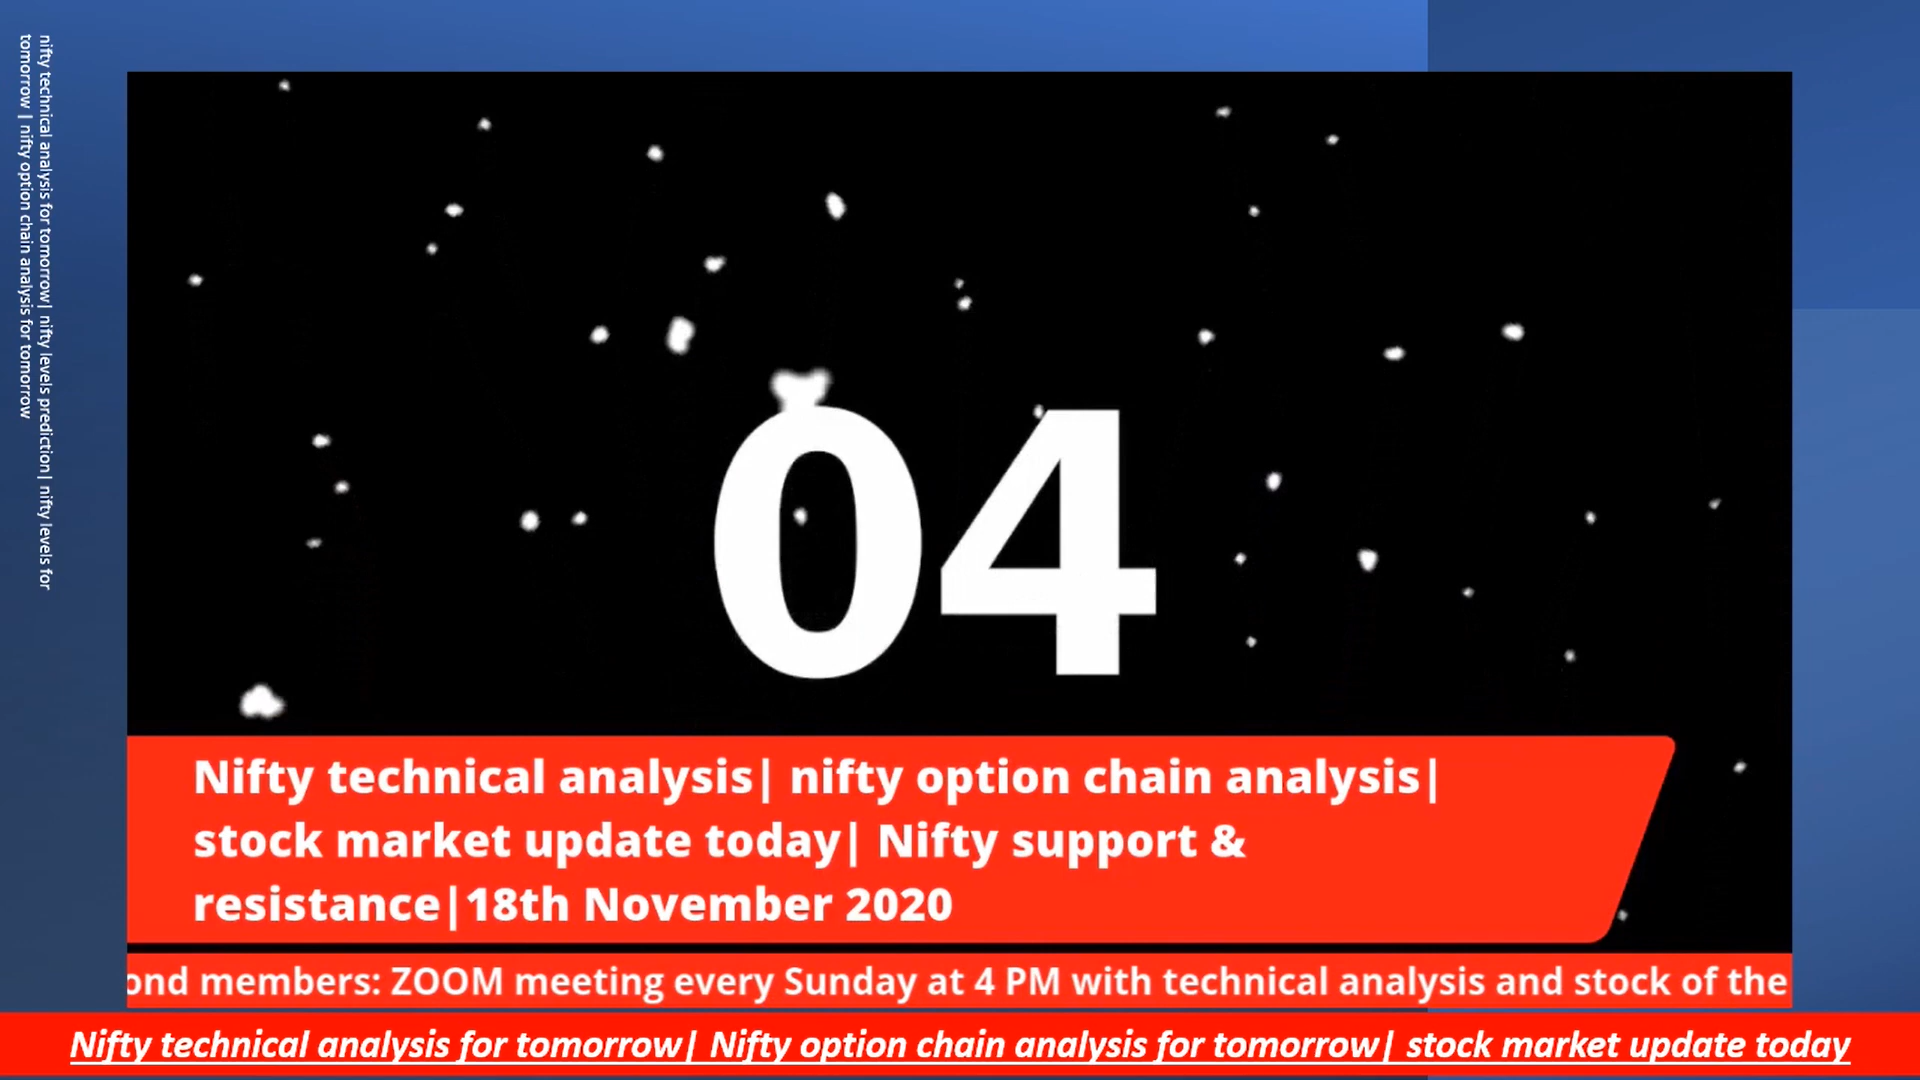 nifty technical analysis for tomorrow| nifty levels prediction| nifty levels for
tomorrow | nifty option chain analysis for tomorrow
04
Nifty technical analysis| nifty option chain analysis|
stock market update today| Nifty support &
resistance|18th November 2020
ond members: ZOOM meeting every Sunday at 4 PM with technical analysis and stock of the
Nifty technical analysis for tomorrow| Nifty option chain analysis for tomorrow| stock market update today